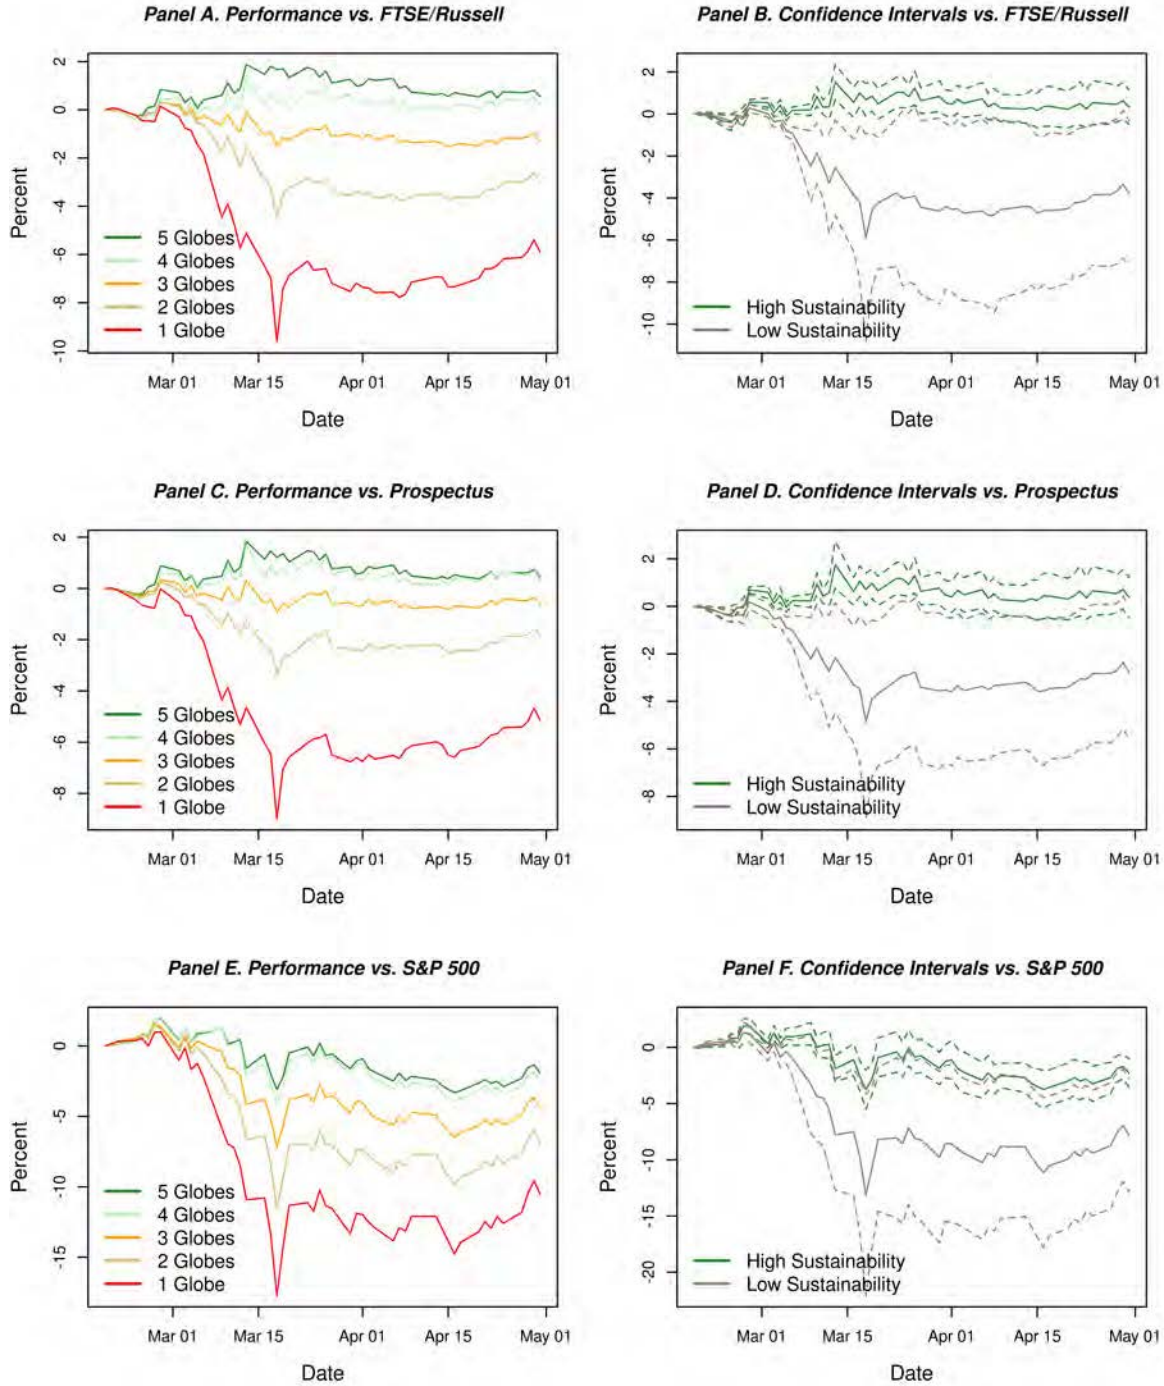 Panel A. Performance vs. FTSE/Russell
Percent
2
0
-2
-4
-6
-8
-10
5 Globes
4 Globes
3 Globes
2 Globes
1 Globe
Mar 01
Mar 15
Apr 01
Apr 15
May 01
Date
Panel B. Confidence Intervals vs. FTSE/Russell
Percent
2
0
-2
-4
-6
-8
-10
High Sustainability
Low Sustainability
Mar 01
Mar 15
Apr 01
Apr 15
May 01
Date
Panel C. Performance vs. Prospectus
Percent
2
0
-2
-4
-6
-8
5 Globes
4 Globes
3 Globes
2 Globes
1 Globe
Mar 01
Mar 15
Apr 01
Apr 15
May 01
Date
Panel D. Confidence Intervals vs. Prospectus
Percent
2
0
-2
-4
-6
-8
High Sustainability
Low Sustainability
Mar 01
Mar 15
Apr 01
Apr 15
May 01
Date
Panel E. Performance vs. S&P 500
Percent
0
-5
-10
-15
5 Globes
4 Globes
3 Globes
2 Globes
1 Globe
Mar 01
Mar 15
Apr 01
Apr 15
May 01
Date
Panel F. Confidence Intervals vs. S&P 500
Percent
0
-5
-10
-15
-20
High Sustainability
Low Sustainability
Mar 01
Mar 15
Apr 01
Apr 15
May 01
Date